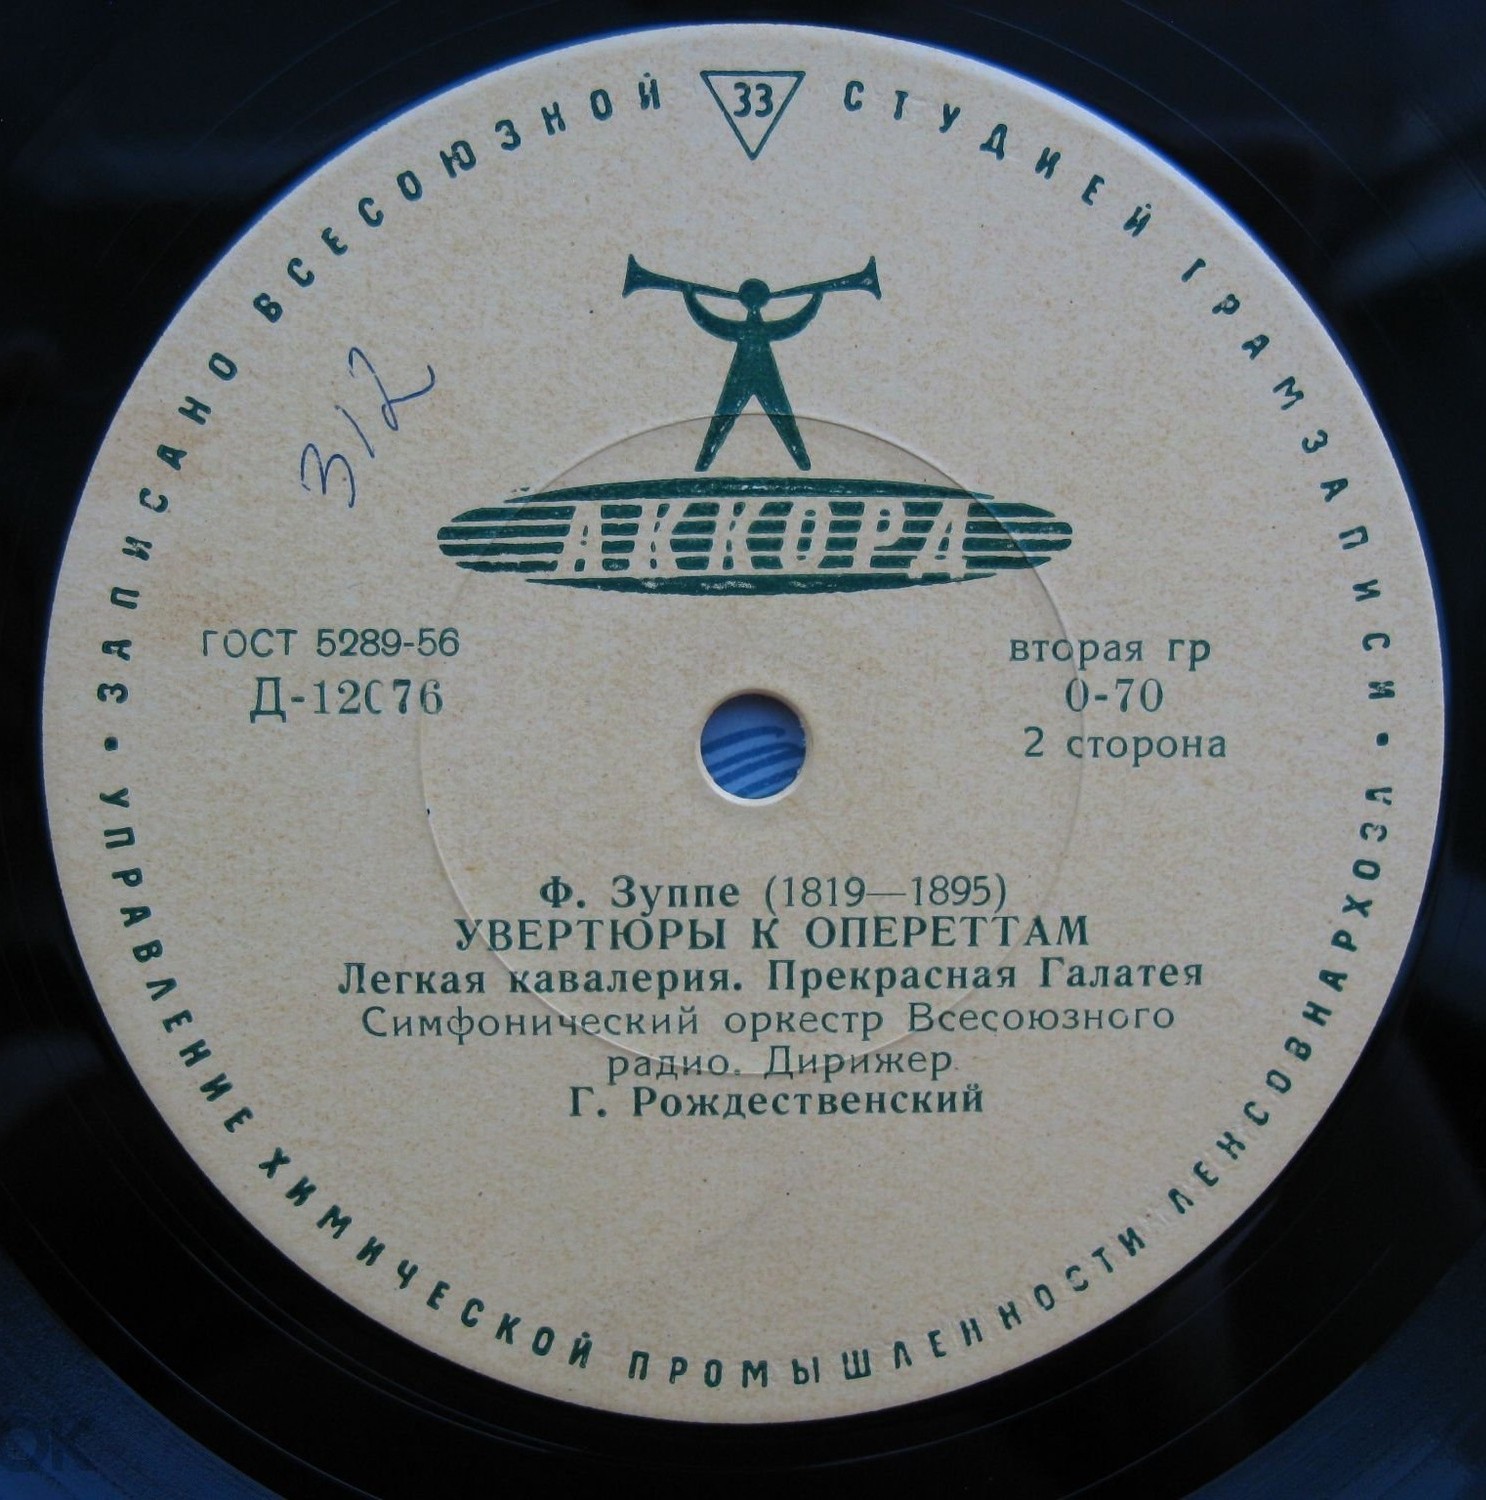 ЗАПИСАНО ВСЕСОЮЗНОЙ
33
СТУДИЕЙ ГРАМЗАПИСИ •
312
АККОРД
ГОСТ 5289-56
Д-12076
вторая гр
0-70
2 сторона
Ф. Зуппе (1819—1895)
УВЕРТЮРЫ К ОПЕРЕТТАМ
Легкая кавалерия. Прекрасная Галатея
Симфонический оркестр Всесоюзного
радио. Дирижер
Г. Рождественский
• УПРАВЛЕНИЕ ХИМИЧЕСКОЙ ПРОМЫШЛЕННОСТИ ЛЕНСОВНАРХОЗА
OK